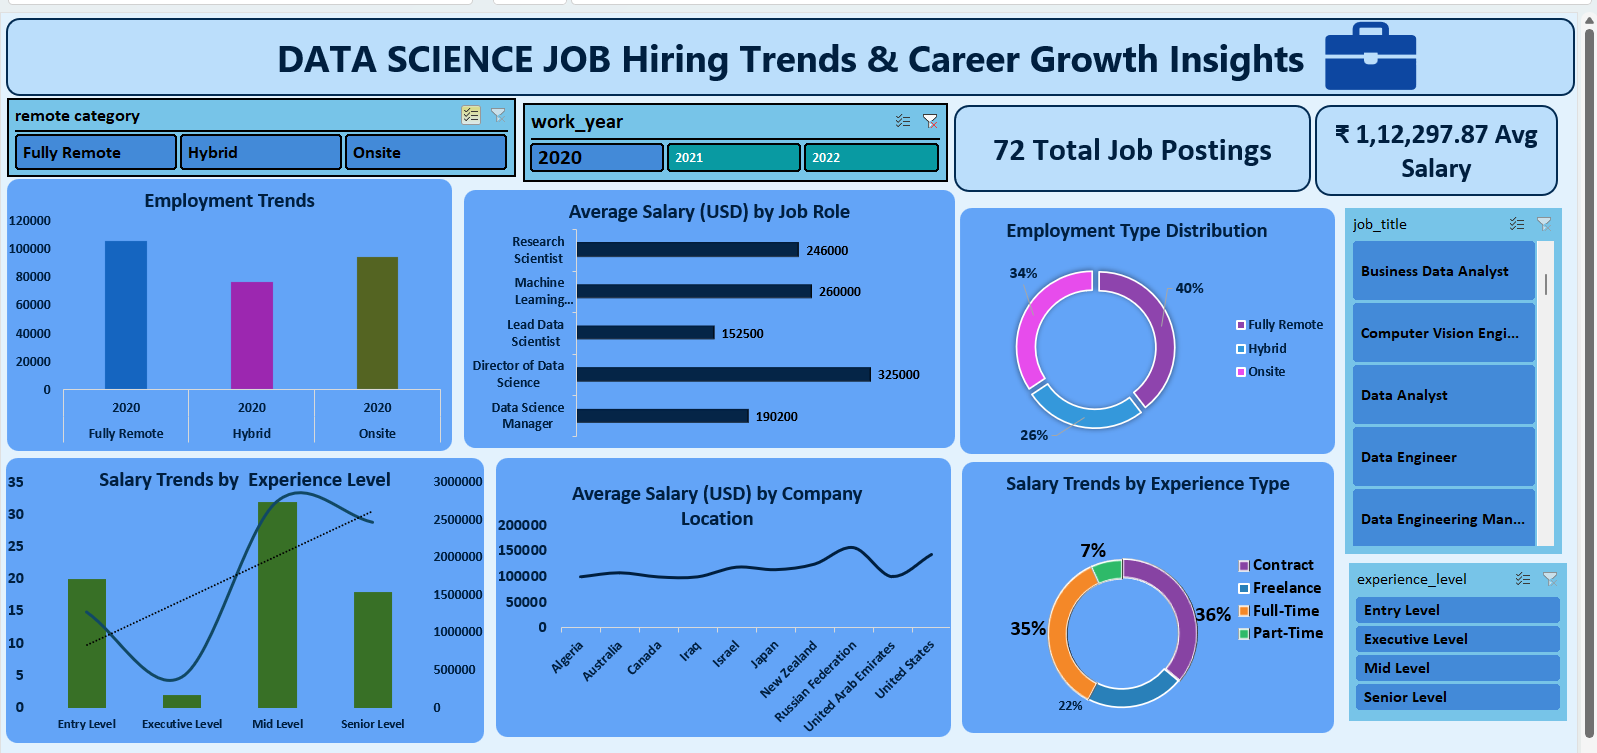 DATA SCIENCE JOB Hiring Trends & Career Growth Insights
remote category
Fully Remote
Hybrid
Onsite
work_year
2020
2021
2022
72 Total Job Postings
₹ 1,12,297.87 Avg
Salary
Employment Trends
120000
100000
80000
60000
40000
20000
0
2020
2020
2020
Fully Remote
Hybrid
Onsite
Average Salary (USD) by Job Role
Research
Scientist
246000
Machine
Learning...
260000
Lead Data
Scientist
152500
Director of Data
Science
325000
Data Science
Manager
190200
Employment Type Distribution
34%
40%
26%
Fully Remote
Hybrid
Onsite
job_title
Business Data Analyst
Computer Vision Engi...
Data Analyst
Data Engineer
Data Engineering Man...
Salary Trends by  Experience Level
35
30
25
20
15
10
5
0
3000000
2500000
2000000
1500000
1000000
500000
0
Entry Level
Executive Level
Mid Level
Senior Level
Average Salary (USD) by Company
Location
200000
150000
100000
50000
0
Algeria
Australia
Canada
Iraq
Israel
Japan
New Zealand
Russian Federation
United Arab Emirates
United States
Salary Trends by Experience Type
7%
36%
35%
22%
Contract
Freelance
Full-Time
Part-Time
experience_level
Entry Level
Executive Level
Mid Level
Senior Level